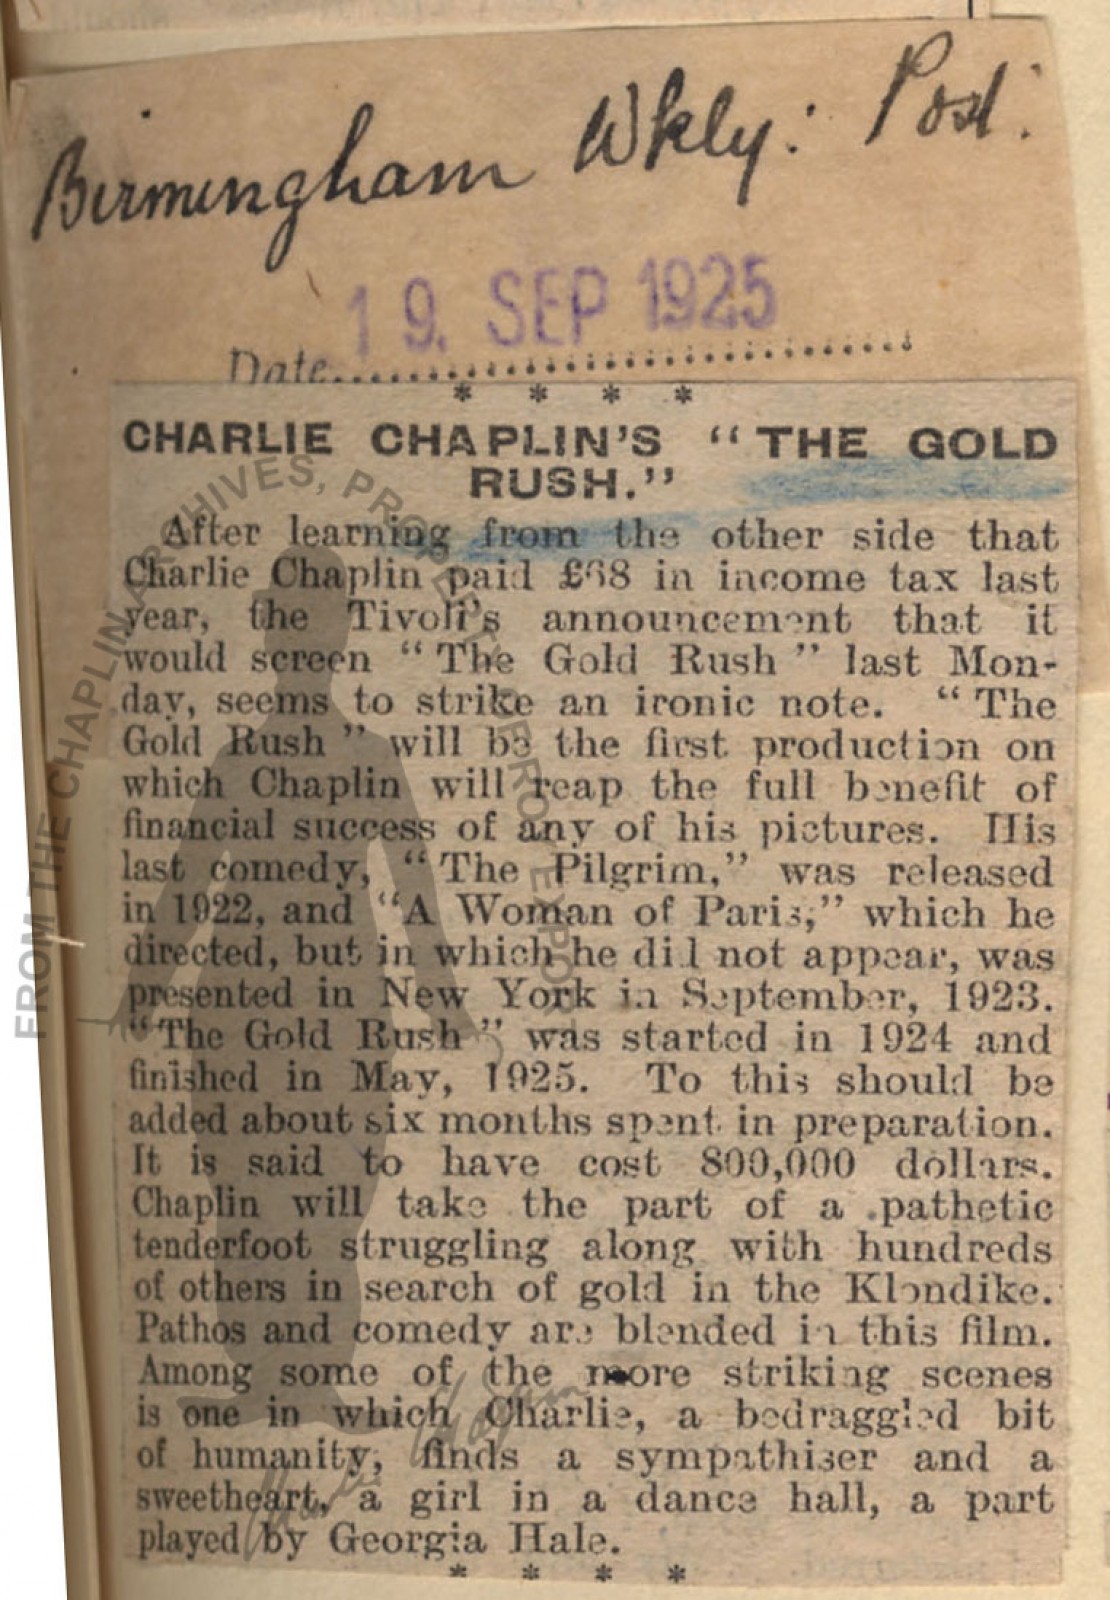 Birmingham Wkly: Post:
19. SEP 1925
Date
* * * *
CHARLIE CHAPLIN'S "THE GOLD
RUSH."
After learning from the other side that
Charlie Chaplin paid £68 in income tax last
year, the Tivoli's announcement that it
would screen "The Gold Rush" last Mon-
day, seems to strike an ironic note. "The
Gold Rush" will be the first production on
which Chaplin will reap the full benefit of
financial success of any of his pictures. His
last comedy, "The Pilgrim," was released
in 1922, and "A Woman of Paris," which he
directed, but in which he did not appear, was
presented in New York in September, 1923.
"The Gold Rush" was started in 1924 and
finished in May, 1925. To this should be
added about six months spent in preparation.
It is said to have cost 800,000 dollars.
Chaplin will take the part of a pathetic
tenderfoot struggling along with hundreds
of others in search of gold in the Klondike.
Pathos and comedy are blended in this film.
Among some of the more striking scenes
is one in which Charlie, a bedraggled bit
of humanity, finds a sympathiser and a
sweetheart, a girl in a dance hall, a part
played by Georgia Hale.
* * * *
FROM THE CHAPLIN ARCHIVES, PROPERTY OF ROY EXPORT
Charlie Chaplin